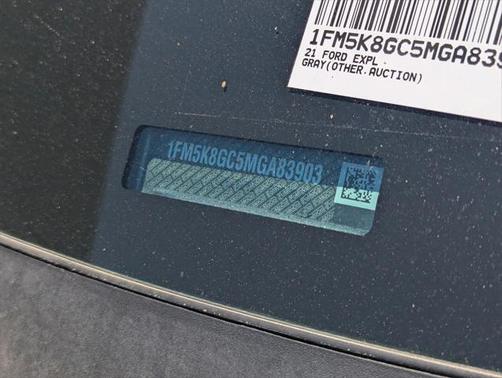 1FM5K8GC5MGA839
21 FORD EXPL
GRAY(OTHER.AUCTION)
1FM5K8GC5MGA83903